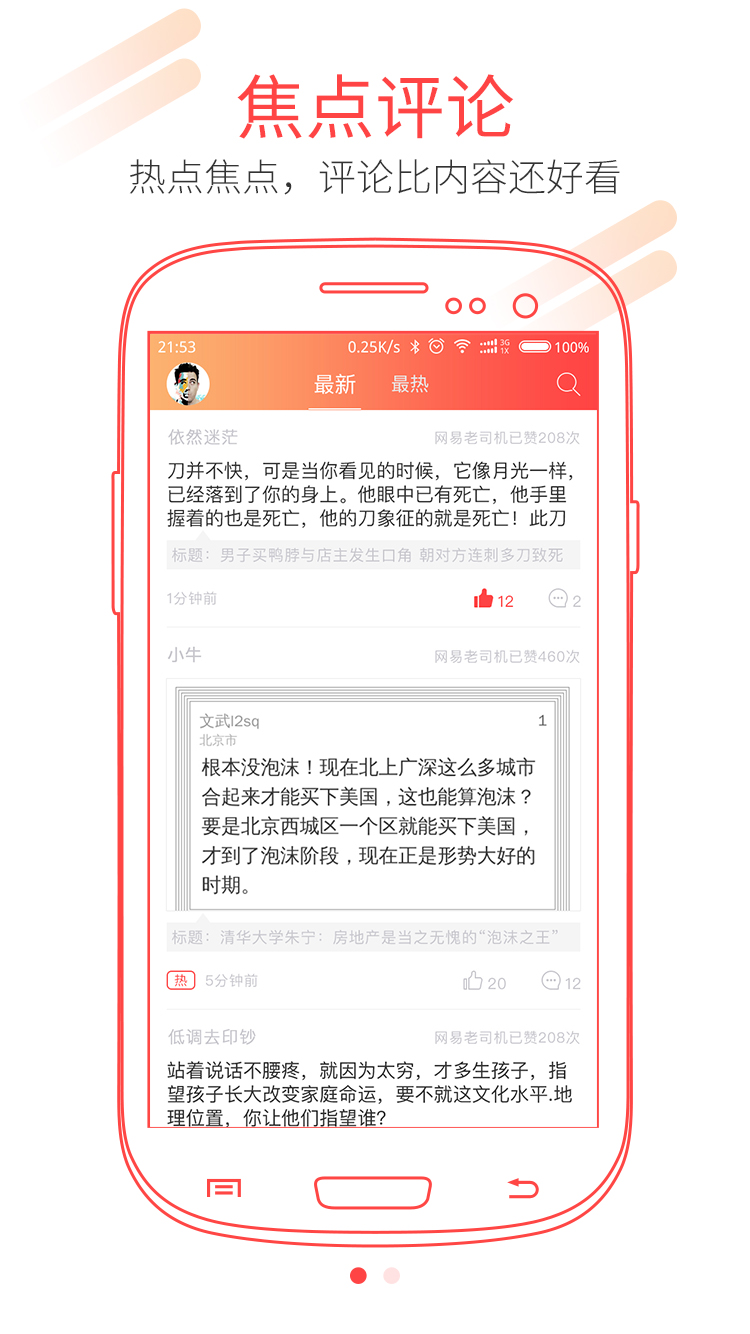 焦点评论
热点焦点，评论比内容还好看
21:53 0.25K/s 3G 1X 100%
最新 最热
依然迷茫 网易老司机已赞208次
刀并不快，可是当你看见的时候，它像月光一样，
已经落到了你的身上。他眼中已有死亡，他手里
握着的也是死亡，他的刀象征的就是死亡！此刀
标题：男子买鸭脖与店主发生口角 朝对方连刺多刀致死
1分钟前 12 2
小牛 网易老司机已赞460次
文武l2sq 1
北京市
根本没泡沫！现在北上广深这么多城市
合起来才能买下美国，这也能算泡沫？
要是北京西城区一个区就能买下美国，
才到了泡沫阶段，现在正是形势大好的
时期。
标题：清华大学朱宁：房地产是当之无愧的“泡沫之王”
热 5分钟前 20 12
低调去印钞 网易老司机已赞208次
站着说话不腰疼，就因为太穷，才多生孩子，指
望孩子长大改变家庭命运，要不就这文化水平.地
理位置，你让他们指望谁？